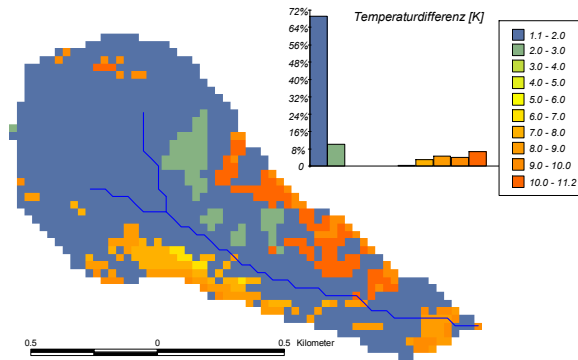 Temperaturdifferenz [K]
72%
64%
56%
48%
40%
32%
24%
16%
8%
0
1.1 - 2.0
2.0 - 3.0
3.0 - 4.0
4.0 - 5.0
5.0 - 6.0
6.0 - 7.0
7.0 - 8.0
8.0 - 9.0
9.0 - 10.0
10.0 - 11.2
0.5 0 0.5 Kilometer